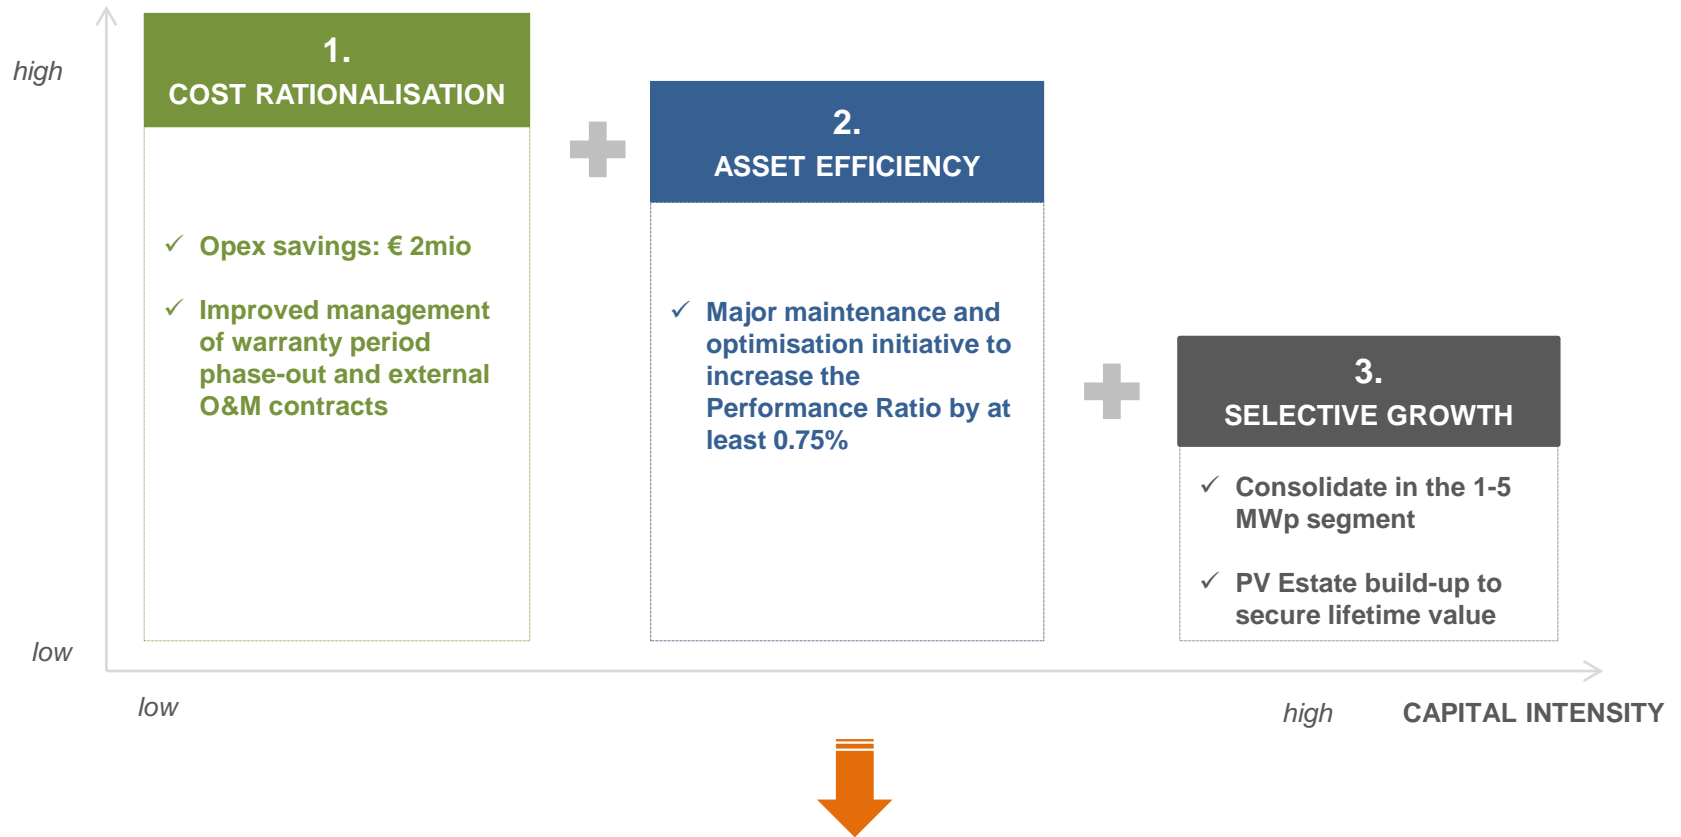 high
1.
COST RATIONALISATION
✓ Opex savings: € 2mio
✓ Improved management
of warranty period
phase-out and external
O&M contracts
2.
ASSET EFFICIENCY
✓ Major maintenance and
optimisation initiative to
increase the
Performance Ratio by at
least 0.75%
3.
SELECTIVE GROWTH
✓ Consolidate in the 1-5
MWp segment
✓ PV Estate build-up to
secure lifetime value
low
low
high
CAPITAL INTENSITY